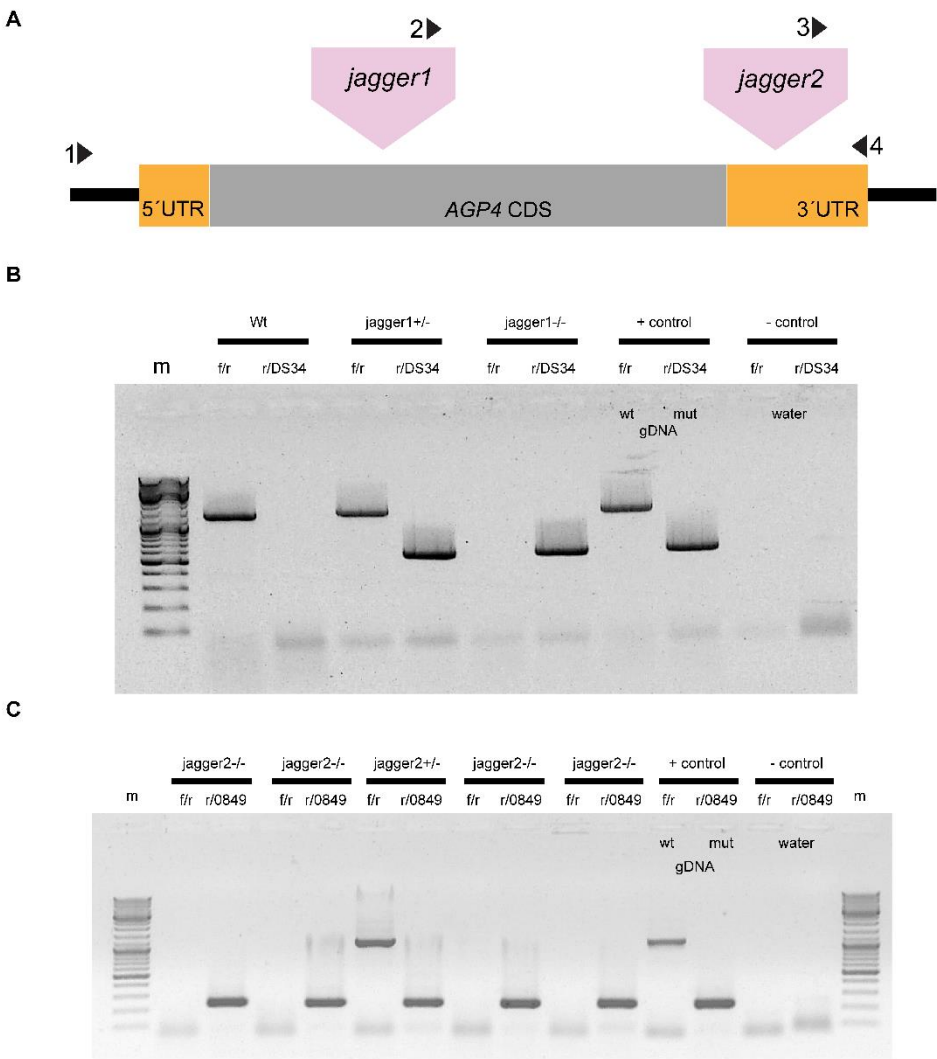 A
2 3
jagger1 jagger2
1 4
5´UTR AGP4 CDS 3´UTR
B
Wt jagger1+/- jagger1-/- + control - control
m f/r r/DS34 f/r r/DS34 f/r r/DS34 f/r r/DS34 f/r r/DS34
wt mut water
gDNA
C
jagger2-/- jagger2-/- jagger2+/- jagger2-/- jagger2-/- + control - control
m f/r r/0849 f/r r/0849 f/r r/0849 f/r r/0849 f/r r/0849 f/r r/0849 f/r r/0849 m
wt mut water
gDNA